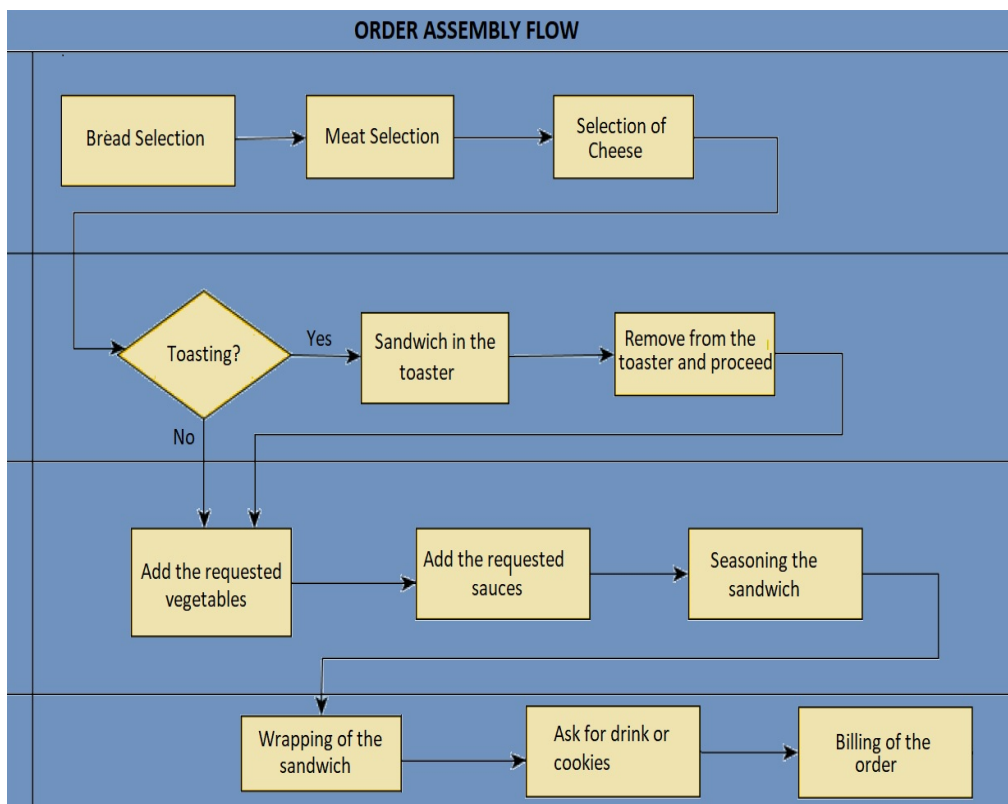 ORDER ASSEMBLY FLOW
Bread Selection
Meat Selection
Selection of
Cheese
Toasting?
Yes
No
Sandwich in the
toaster
Remove from the
toaster and proceed
Add the requested
vegetables
Add the requested
sauces
Seasoning the
sandwich
Wrapping of the
sandwich
Ask for drink or
cookies
Billing of the
order